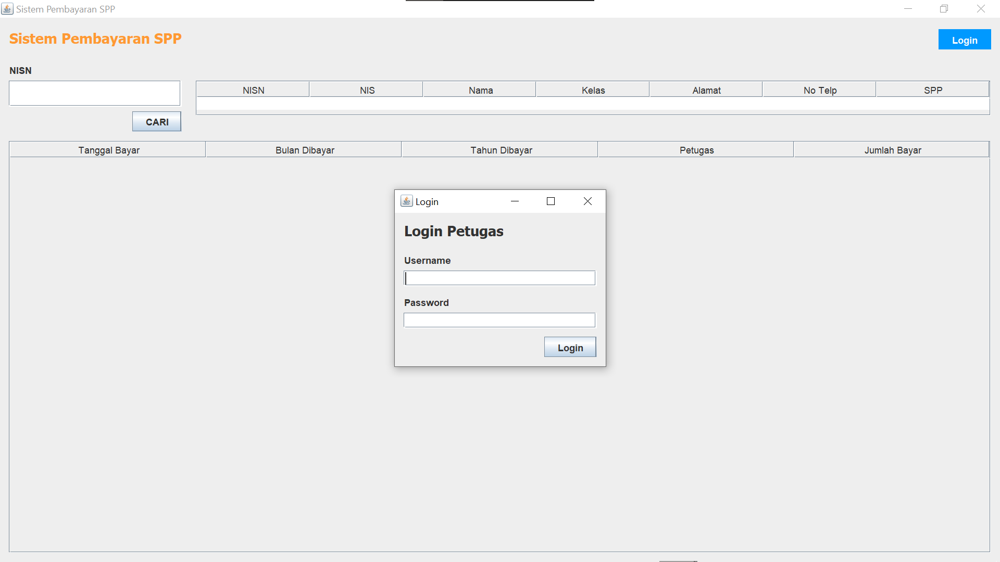 Sistem Pembayaran SPP
Sistem Pembayaran SPP
Login
NISN
NISN NIS Nama Kelas Alamat No Telp SPP
CARI
Tanggal Bayar Bulan Dibayar Tahun Dibayar Petugas Jumlah Bayar
Login
Login Petugas
Username
Password
Login